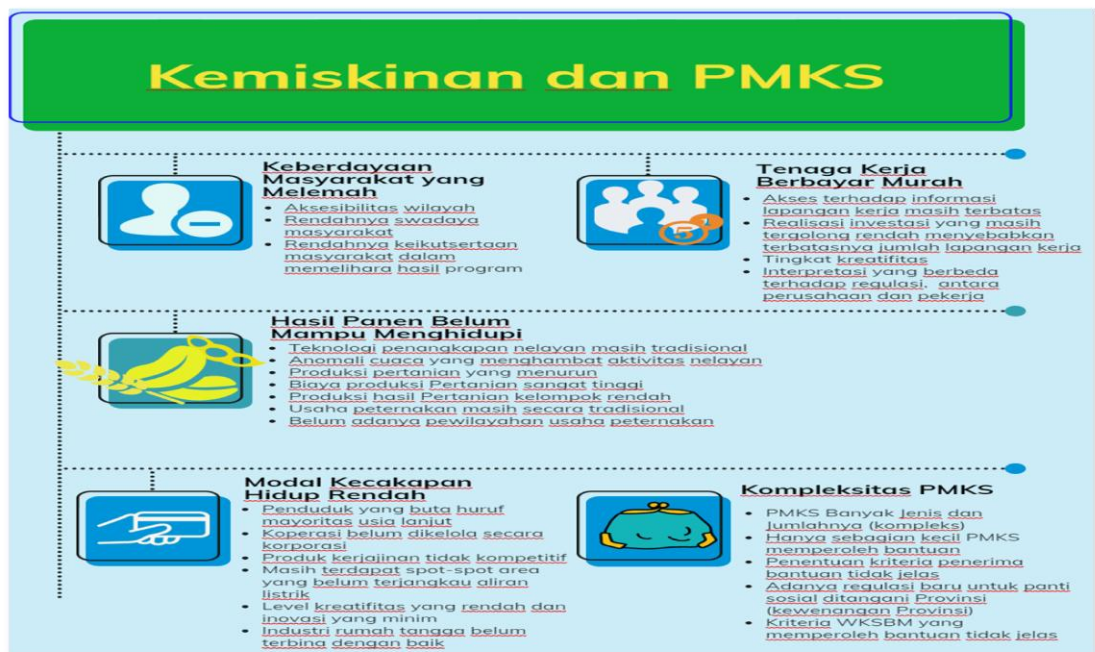 Kemiskinan dan PMKS
Keberdayaan
Masyarakat yang
Melemah
• Aksesibilitas wilayah
• Rendahnya swadaya
masyarakat
• Rendahnya keikutsertaan
masyarakat dalam
memelihara hasil program
Tenaga Kerja
Berbayar Murah
• Akses terhadap informasi
lapangan kerja masih terbatas
• Realisasi investasi yang masih
tergolong rendah menyebabkan
terbatasnya jumlah lapangan kerja
• Tingkat kreatifitas
• Interpretasi yang berbeda
terhadap regulasi, antara
perusahaan dan pekerja
Hasil Panen Belum
Mampu Menghidupi
• Teknologi penangkapan nelayan masih tradisional
• Anomali cuaca yang menghambat aktivitas nelayan
• Produksi pertanian yang menurun
• Biaya produksi Pertanian sangat tinggi
• Produksi hasil Pertanian kelompok rendah
• Usaha peternakan masih secara tradisional
• Belum adanya pewilayahan usaha peternakan
Modal Kecakapan
Hidup Rendah
• Penduduk yang buta huruf
mayoritas usia lanjut
• Koperasi belum dikelola secara
korporasi
• Produk kerjajinan tidak kompetitif
• Masih terdapat spot-spot area
yang belum terjangkau aliran
listrik
• Level kreatifitas yang rendah dan
inovasi yang minim
• Industri rumah tangga belum
terbing dengan baik
Kompleksitas PMKS
• PMKS Banyak Jenis dan
Jumlahnya (kompleks)
• Hanya sebagian kecil PMKS
memperoleh bantuan
• Penentuan kriteria penerima
bantuan tidak jelas
• Adanya regulasi baru untuk panti
sosial ditangani Provinsi
(kewenangan Provinsi)
• Kriteria WKSBM yang
memperoleh bantuan tidak jelas